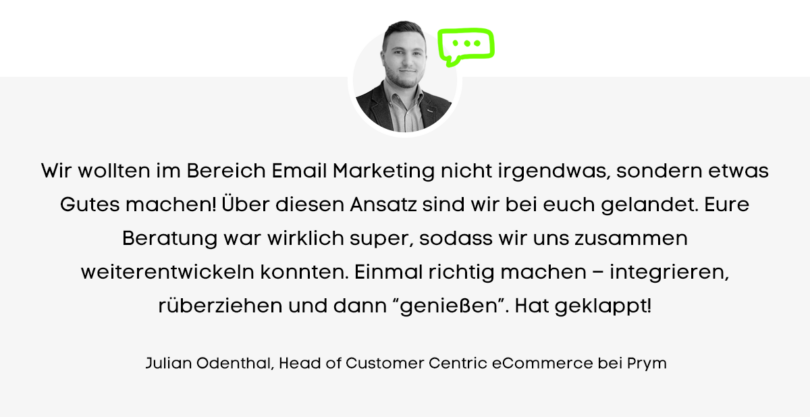 Wir wollten im Bereich Email Marketing nicht irgendwas, sondern etwas
Gutes machen! Über diesen Ansatz sind wir bei euch gelandet. Eure
Beratung war wirklich super, sodass wir uns zusammen
weiterentwickeln konnten. Einmal richtig machen – integrieren,
rüberziehen und dann “genießen”. Hat geklappt!
Julian Odenthal, Head of Customer Centric eCommerce bei Prym